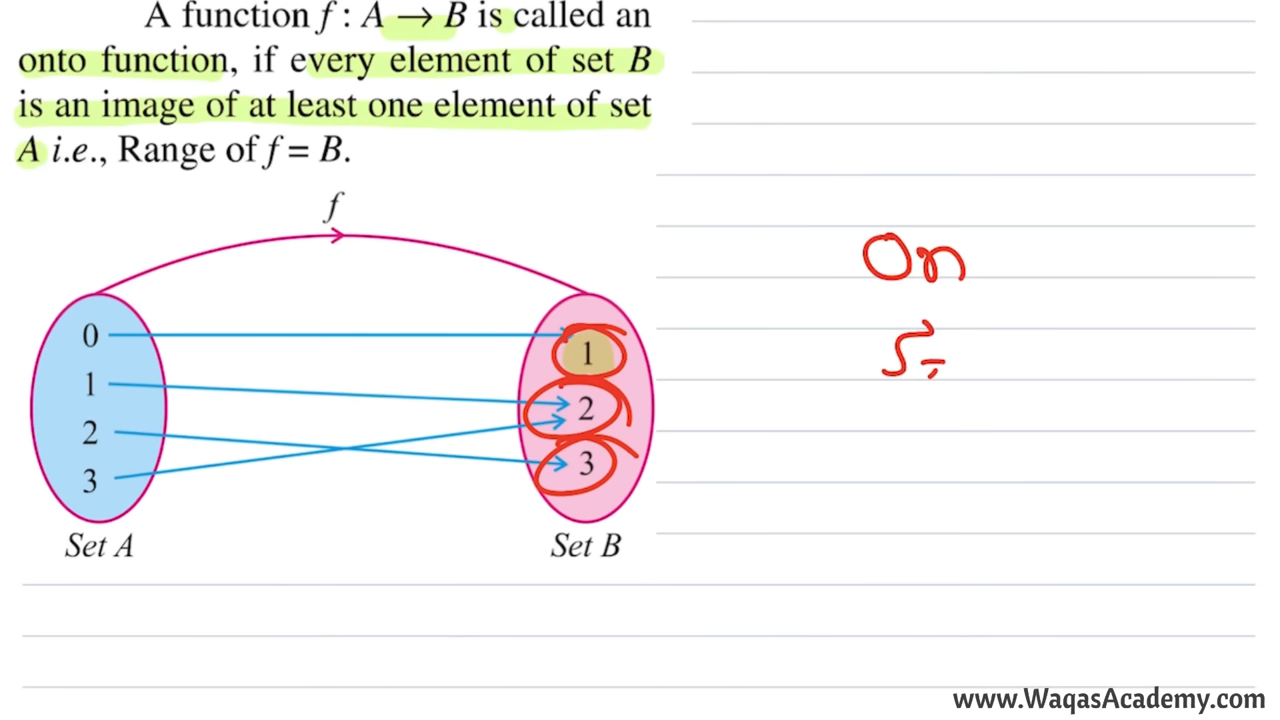 A function f : A → B is called an
onto function, if every element of set B
is an image of at least one element of set
A i.e., Range of f = B.
f
0
1
2
3
1
2
3
Set A
Set B
On
www.WaqasAcademy.com